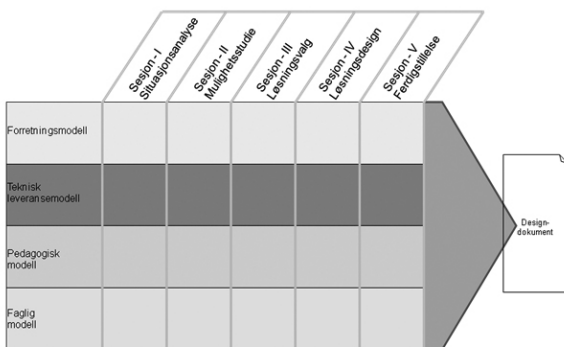 Sesjon - I
Situasjonsanalyse
Sesjon - II
Mulighetsstudie
Sesjon - III
Løsningsvalg
Sesjon - IV
Løsningsdesign
Sesjon - V
Ferdigstillelse
Forretningsmodell
Teknisk
leveransemodell
Pedagogisk
modell
Faglig
modell
Design-
dokument